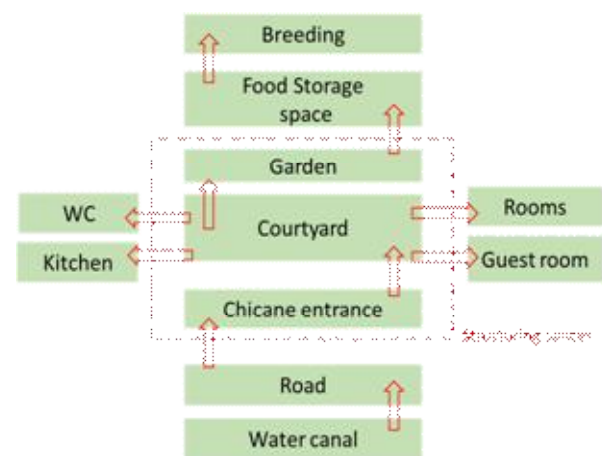 Breeding
Food Storage
space
Garden
WC
Courtyard
Rooms
Kitchen
Guest room
Chicane entrance
Road
Water canal